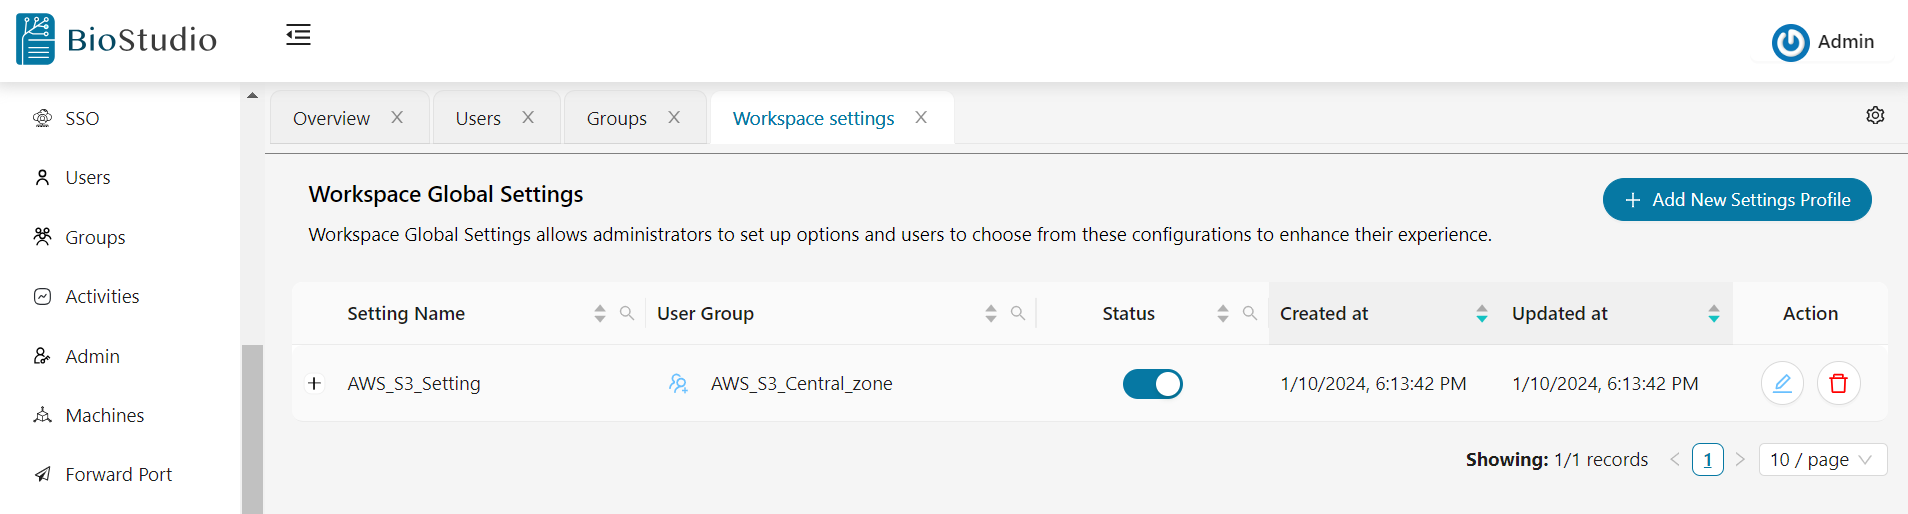 BioStudio
Admin
SSO
Users
Groups
Activities
Admin
Machines
Forward Port
Overview X Users X Groups X Workspace settings X
Workspace Global Settings
+ Add New Settings Profile
Workspace Global Settings allows administrators to set up options and users to choose from these configurations to enhance their experience.
Setting Name User Group Status Created at Updated at Action
AWS_S3_Setting AWS_S3_Central_zone 1/10/2024, 6:13:42 PM 1/10/2024, 6:13:42 PM
Showing: 1/1 records < 1 > 10 / page